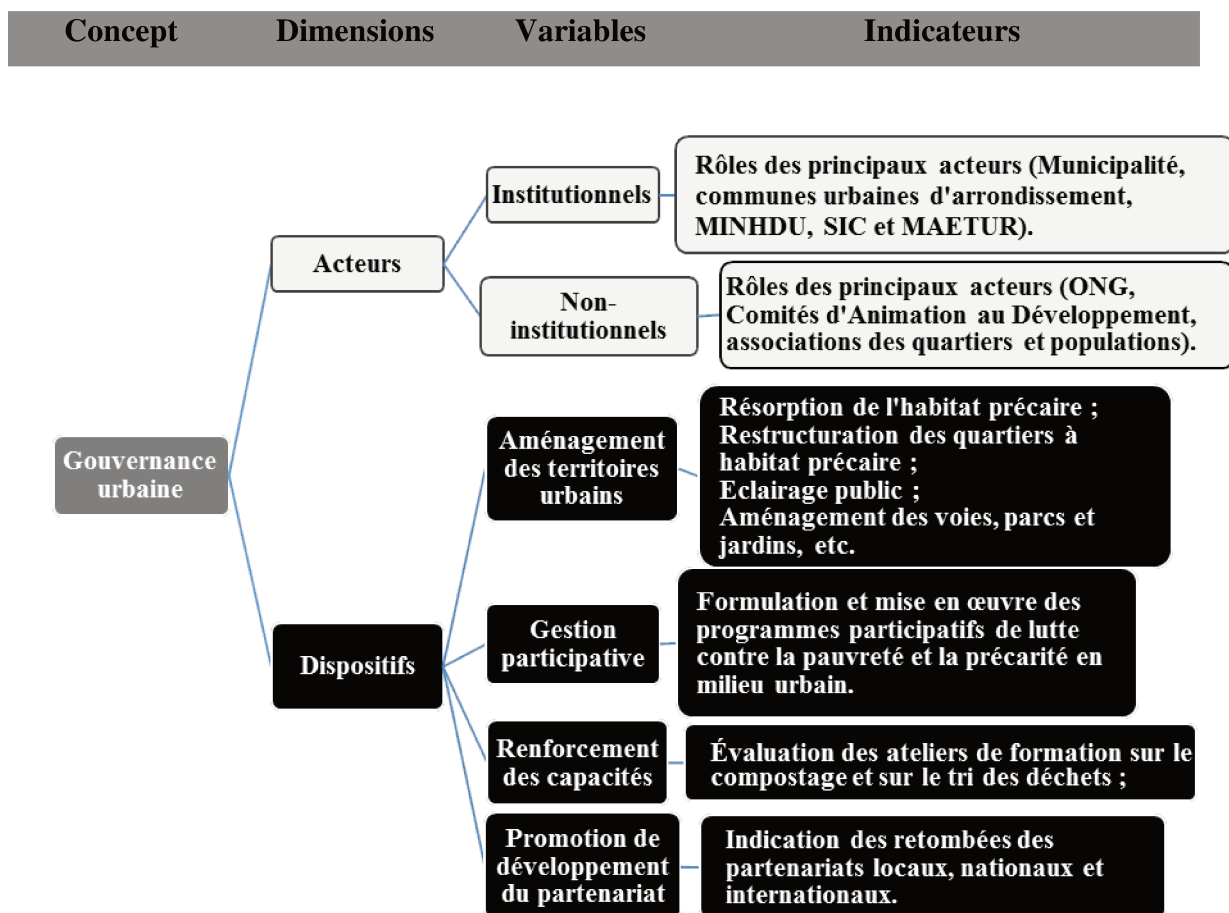 Concept Dimensions Variables Indicateurs
Institutionnels
Rôles des principaux acteurs (Municipalité,
communes urbaines d'arrondissement,
MINHDU, SIC et MAETUR).
Acteurs
Non-
institutionnels
Rôles des principaux acteurs (ONG,
Comités d'Animation au Développement,
associations des quartiers et populations).
Gouvernance
urbaine
Aménagement
des territoires
urbains
Résorption de l'habitat précaire ;
Restructuration des quartiers à
habitat précaire ;
Eclairage public ;
Aménagement des voies, parcs et
jardins, etc.
Dispositifs
Gestion
participative
Formulation et mise en œuvre des
programmes participatifs de lutte
contre la pauvreté et la précarité en
milieu urbain.
Renforcement
des capacités
Évaluation des ateliers de formation sur le
compostage et sur le tri des déchets ;
Promotion de
développement
du partenariat
Indication des retombées des
partenariats locaux, nationaux et
internationaux.